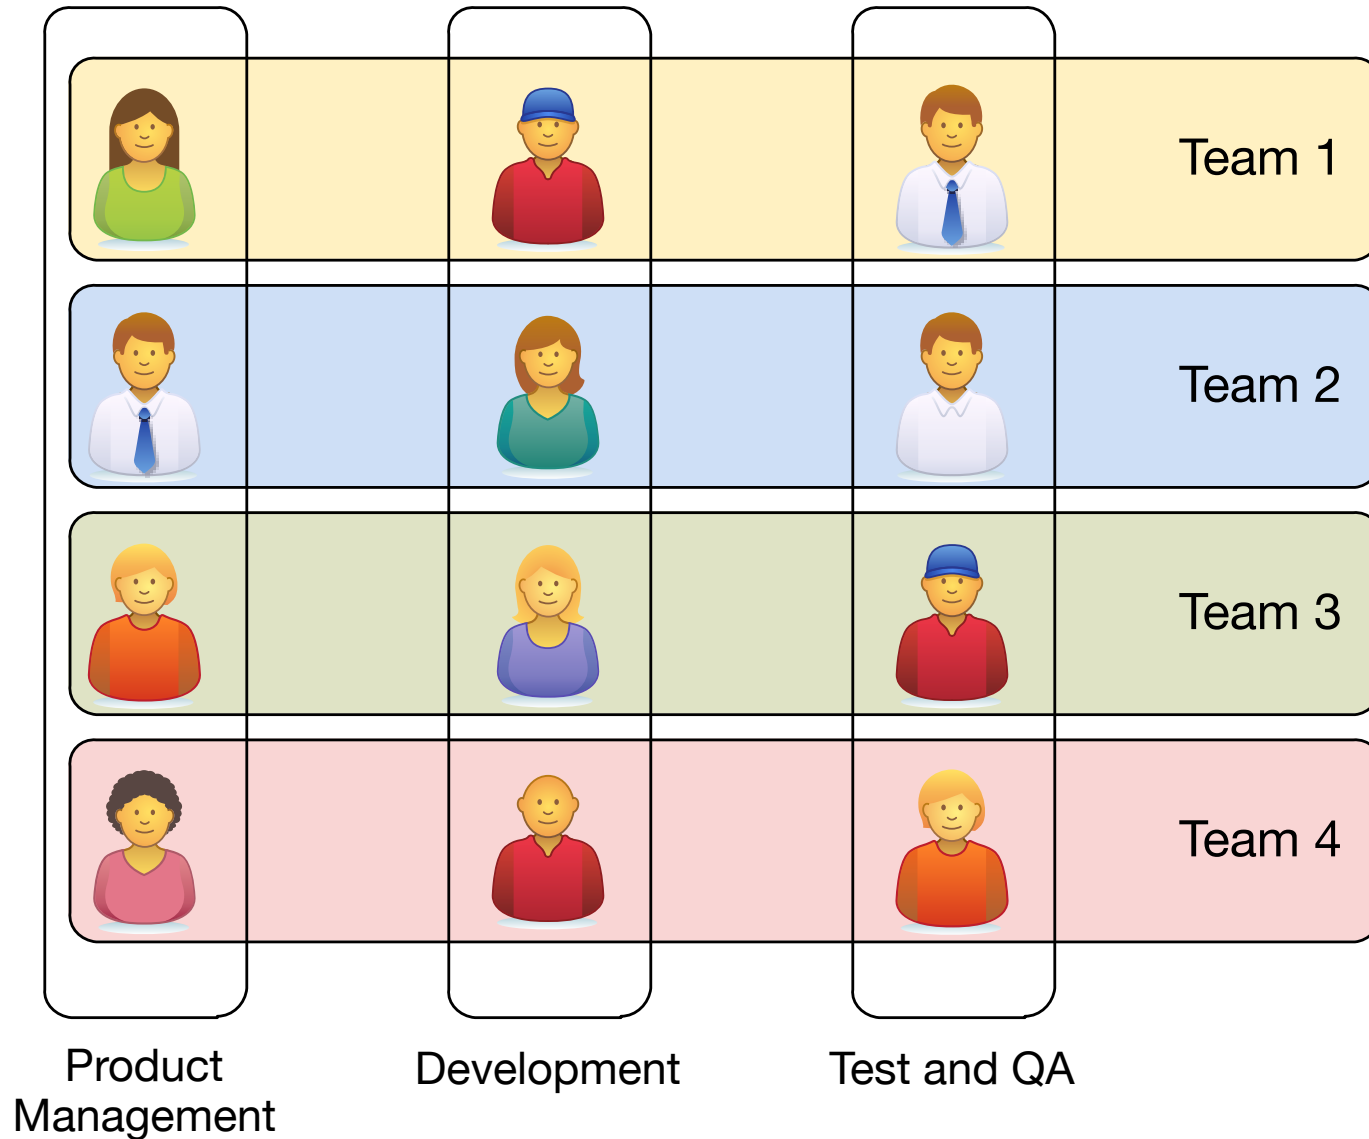 Team 1
Team 2
Team 3
Team 4
Product
Management
Development
Test and QA